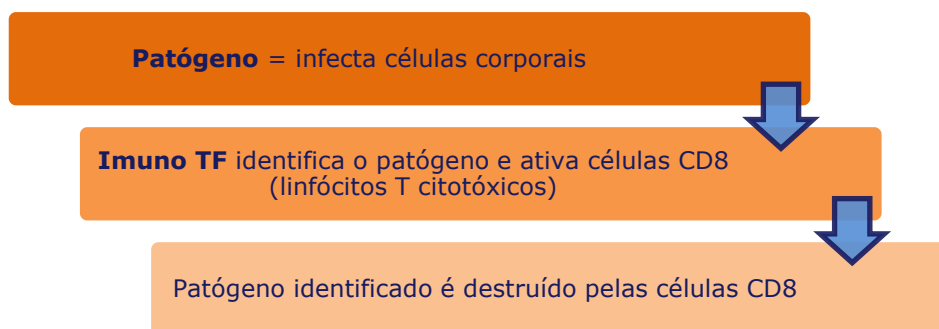 Patógeno = infecta células corporais
Imuno TF identifica o patógeno e ativa células CD8
(linfócitos T citotóxicos)
Patógeno identificado é destruído pelas células CD8